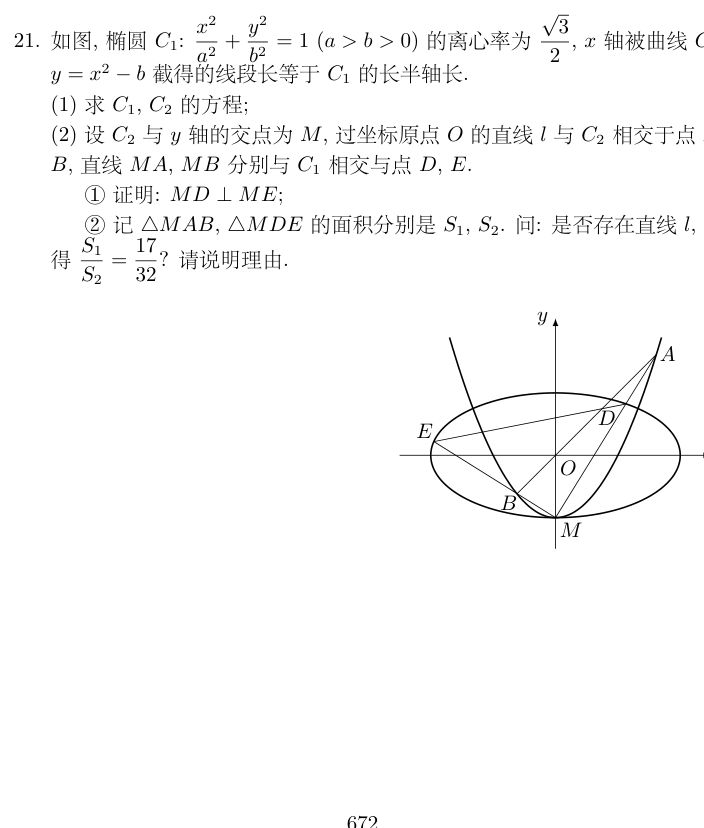 21. 如图, 椭圆 C₁: x²/a² + y²/b² = 1 (a > b > 0) 的离心率为 √3/2, x 轴被曲线
y = x² − b 截得的线段长等于 C₁ 的长半轴长.
(1) 求 C₁, C₂ 的方程;
(2) 设 C₂ 与 y 轴的交点为 M, 过坐标原点 O 的直线 l 与 C₂ 相交于点
B, 直线 MA, MB 分别与 C₁ 相交与点 D, E.
① 证明: MD ⊥ ME;
② 记 △MAB, △MDE 的面积分别是 S₁, S₂. 问: 是否存在直线 l,
得 S₁/S₂ = 17/32? 请说明理由.
y
A
D
E
O
B
M
672